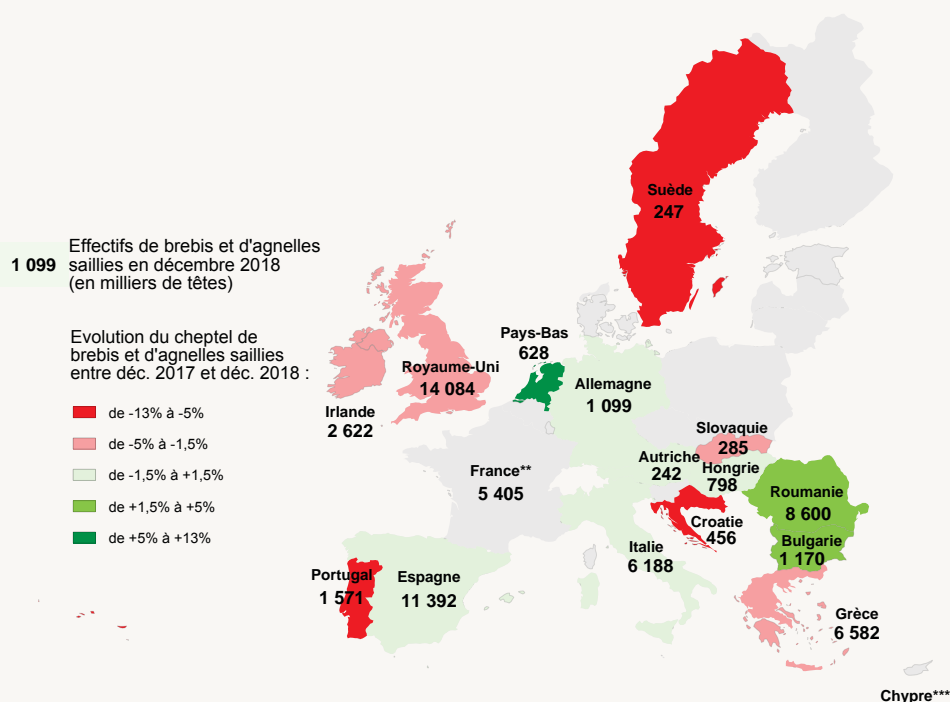 Suède
247
1 099
Effectifs de brebis et d'agnelles
saillies en décembre 2018
(en milliers de têtes)
Evolution du cheptel de
brebis et d'agnelles saillies
entre déc. 2017 et déc. 2018 :
de -13% à -5%
de -5% à -1,5%
de -1,5% à +1,5%
de +1,5% à +5%
de +5% à +13%
Pays-Bas
628
Royaume-Uni
14 084
Allemagne
1 099
Irlande
2 622
Slovaquie
285
Autriche
242
Hongrie
798
France**
5 405
Roumanie
8 600
Croatie
456
Bulgarie
1 170
Italie
6 188
Portugal
1 571
Espagne
11 392
Grèce
6 582
Chypre***